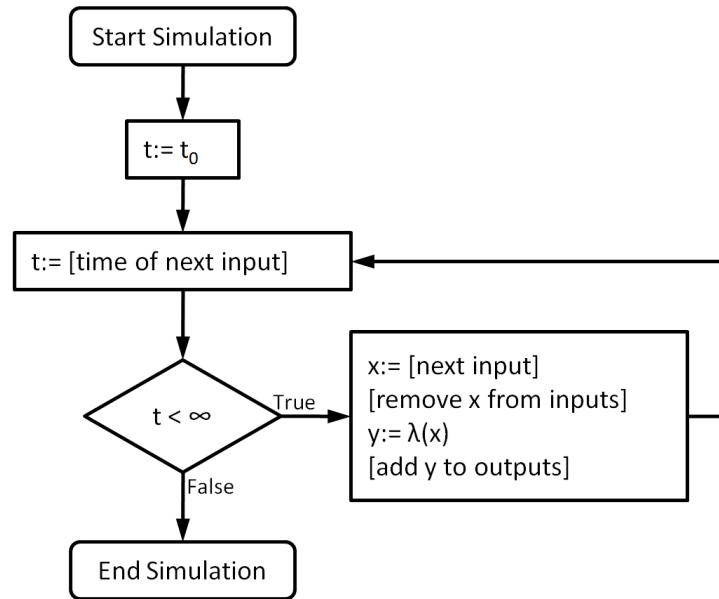 Start Simulation
t:= t₀
t:= [time of next input]
t < ∞
True
x:= [next input]
[remove x from inputs]
y:= λ(x)
[add y to outputs]
False
End Simulation